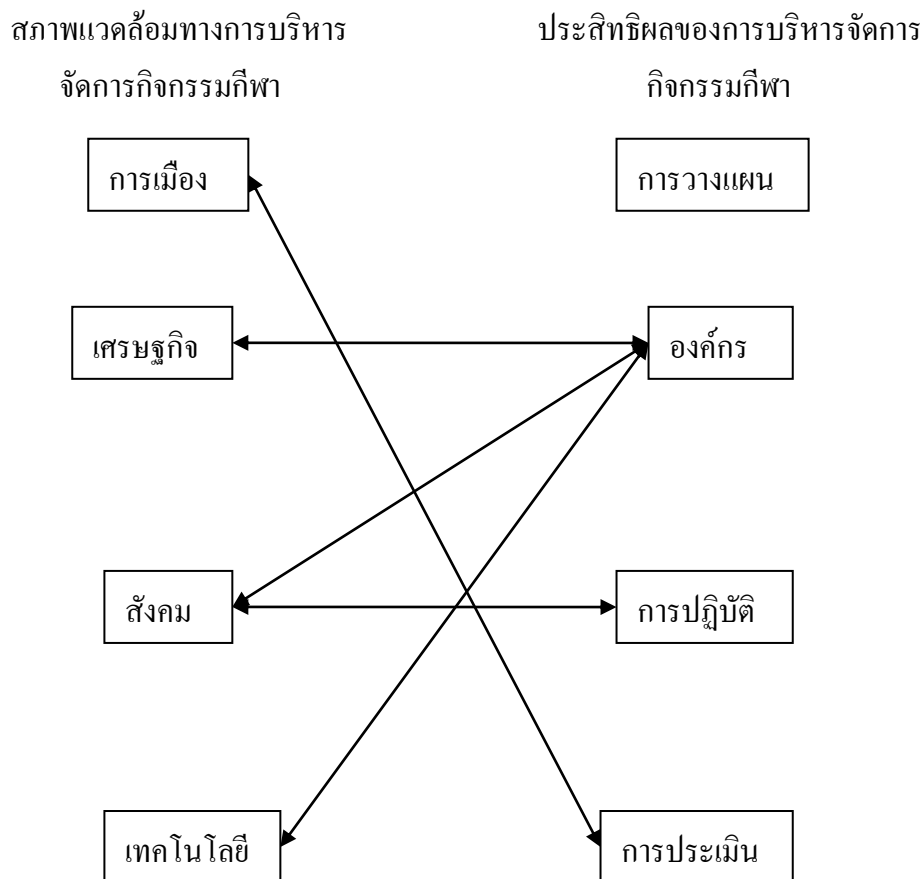 สภาพแวดล้อมทางการบริหาร
จัดการกิจกรรมกีฬา
ประสิทธิผลของการบริหารจัดการ
กิจกรรมกีฬา
การเมือง
การวางแผน
เศรษฐกิจ
องค์กร
สังคม
การปฏิบัติ
เทคโนโลยี
การประเมิน